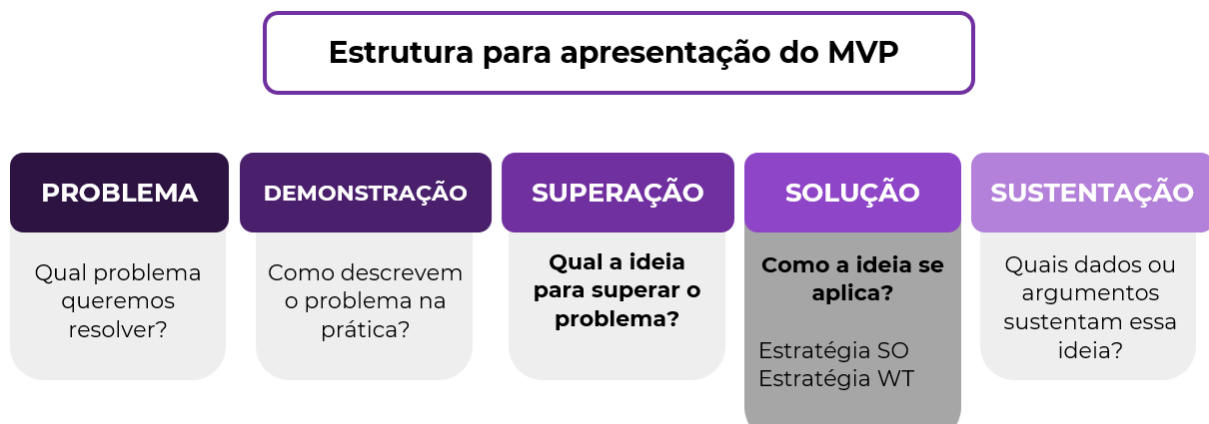 Estrutura para apresentação do MVP
PROBLEMA
Qual problema
queremos
resolver?
DEMONSTRAÇÃO
Como descrevem
o problema na
prática?
SUPERAÇÃO
Qual a ideia
para superar o
problema?
SOLUÇÃO
Como a ideia se
aplica?
Estratégia SO
Estratégia WT
SUSTENTAÇÃO
Quais dados ou
argumentos
sustentam essa
ideia?